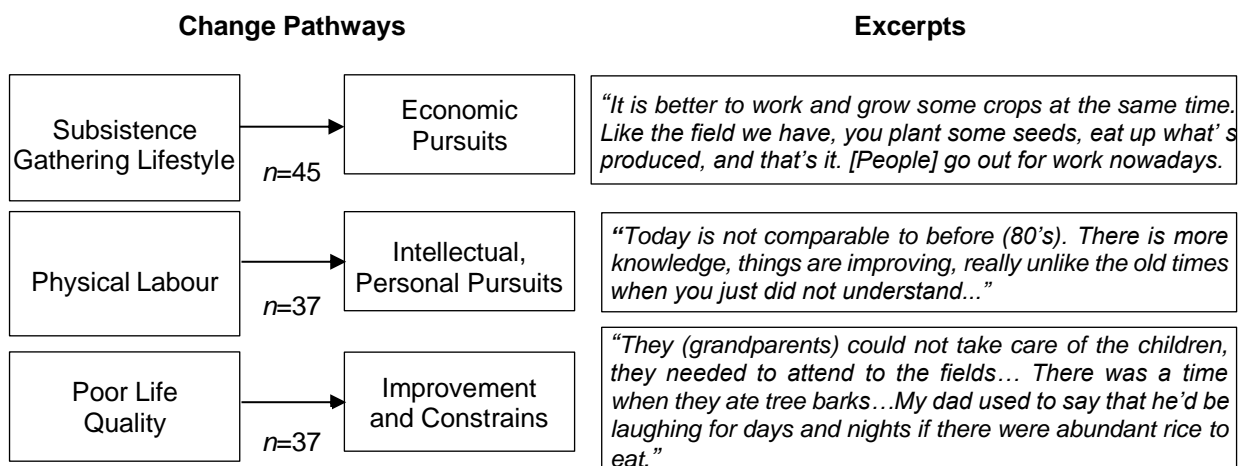 Change Pathways
Excerpts
Subsistence
Gathering Lifestyle
n=45
Economic
Pursuits
“It is better to work and grow some crops at the same time.
Like the field we have, you plant some seeds, eat up what’ s
produced, and that’s it. [People] go out for work nowadays.
Physical Labour
n=37
Intellectual,
Personal Pursuits
“Today is not comparable to before (80’s). There is more
knowledge, things are improving, really unlike the old times
when you just did not understand...”
Poor Life
Quality
n=37
Improvement
and Constrains
“They (grandparents) could not take care of the children,
they needed to attend to the fields… There was a time
when they ate tree barks…My dad used to say that he’d be
laughing for days and nights if there were abundant rice to
eat.”